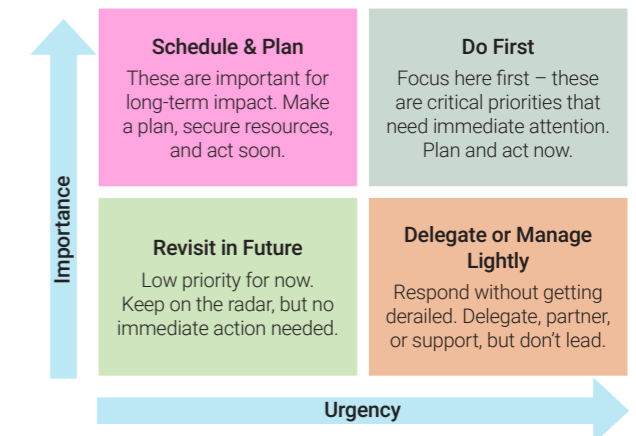 Schedule & Plan
These are important for
long-term impact. Make
a plan, secure resources,
and act soon.
Do First
Focus here first – these
are critical priorities that
need immediate attention.
Plan and act now.
Importance
Revisit in Future
Low priority for now.
Keep on the radar, but no
immediate action needed.
Delegate or Manage
Lightly
Respond without getting
derailed. Delegate, partner,
or support, but don’t lead.
Urgency